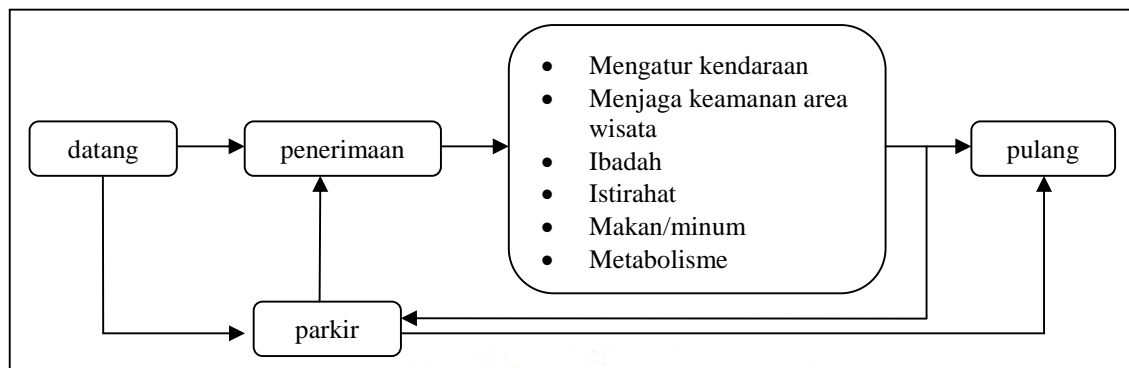 datang
penerimaan
• Mengatur kendaraan
• Menjaga keamanan area
wisata
• Ibadah
• Istirahat
• Makan/minum
• Metabolisme
pulang
parkir